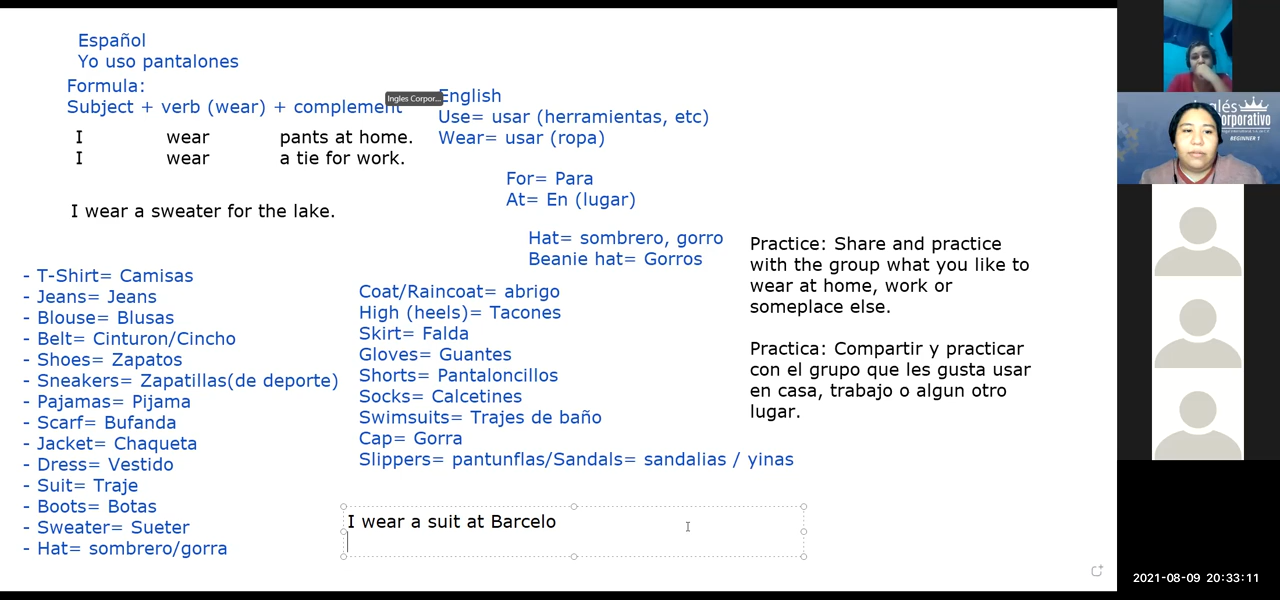 Español
Yo uso pantalones
Formula:
Subject + verb (wear) + complement
I wear pants at home.
I wear a tie for work.
I wear a sweater for the lake.
Ingles Corpor...
English
Use= usar (herramientas, etc)
Wear= usar (ropa)
For= Para
At= En (lugar)
Hat= sombrero, gorro
Beanie hat= Gorros
- T-Shirt= Camisas
- Jeans= Jeans
- Blouse= Blusas
- Belt= Cinturon/Cincho
- Shoes= Zapatos
- Sneakers= Zapatillas(de deporte)
- Pajamas= Pijama
- Scarf= Bufanda
- Jacket= Chaqueta
- Dress= Vestido
- Suit= Traje
- Boots= Botas
- Sweater= Sueter
- Hat= sombrero/gorra
Coat/Raincoat= abrigo
High (heels)= Tacones
Skirt= Falda
Gloves= Guantes
Shorts= Pantaloncillos
Socks= Calcetines
Swimsuits= Trajes de baño
Cap= Gorra
Slippers= pantunflas/Sandals= sandalias / yinas
Practice: Share and practice
with the group what you like to
wear at home, work or
someplace else.
Practica: Compartir y practicar
con el grupo que les gusta usar
en casa, trabajo o algun otro
lugar.
I wear a suit at Barcelo
BEGINNER 1
2021-08-09 20:33:11